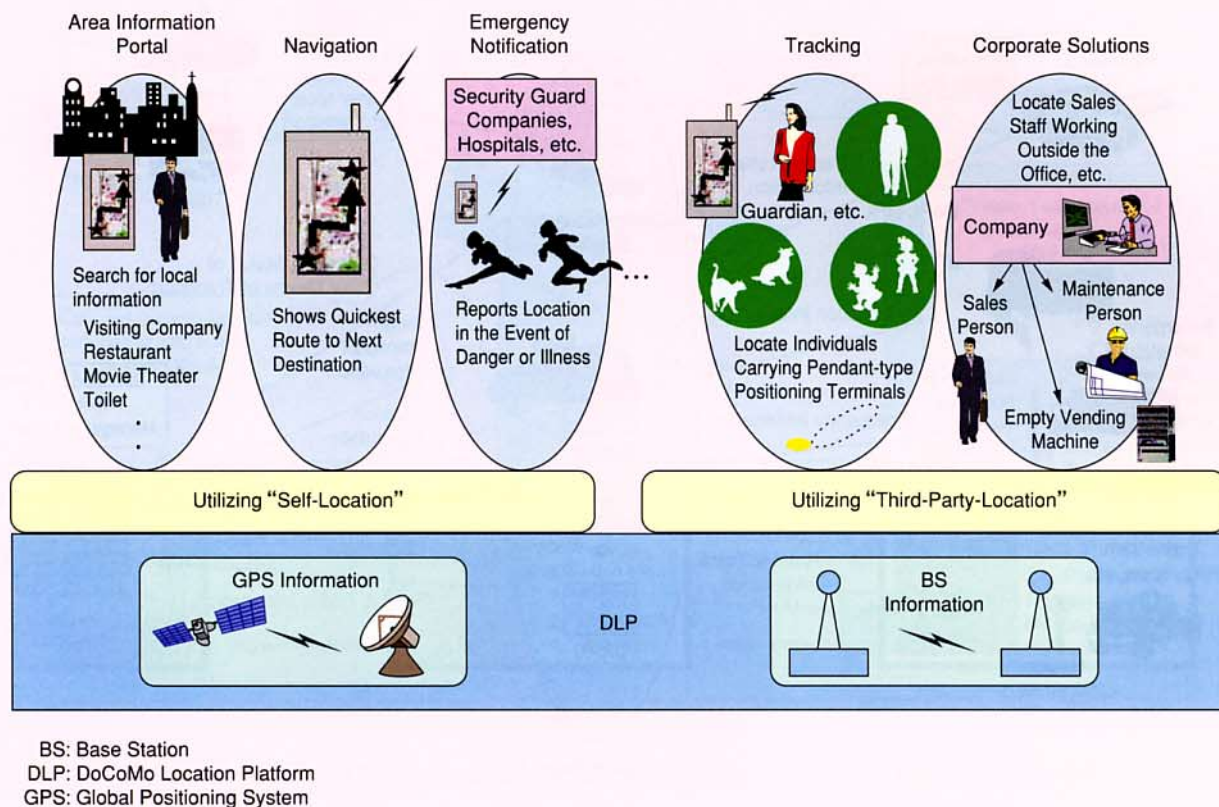 Area Information
Portal
Navigation
Emergency
Notification
Tracking
Corporate Solutions
Security Guard
Companies,
Hospitals, etc.
Search for local
information
Visiting Company
Restaurant
Movie Theater
Toilet
.
.
.
Shows Quickest
Route to Next
Destination
Reports Location
in the Event of
Danger or Illness
...
Guardian, etc.
Locate Individuals
Carrying Pendant-type
Positioning Terminals
Locate Sales
Staff Working
Outside the
Office, etc.
Company
Sales
Person
Maintenance
Person
Empty Vending
Machine
Utilizing “Self-Location”
Utilizing “Third-Party-Location”
GPS Information
DLP
BS
Information
BS: Base Station
DLP: DoCoMo Location Platform
GPS: Global Positioning System